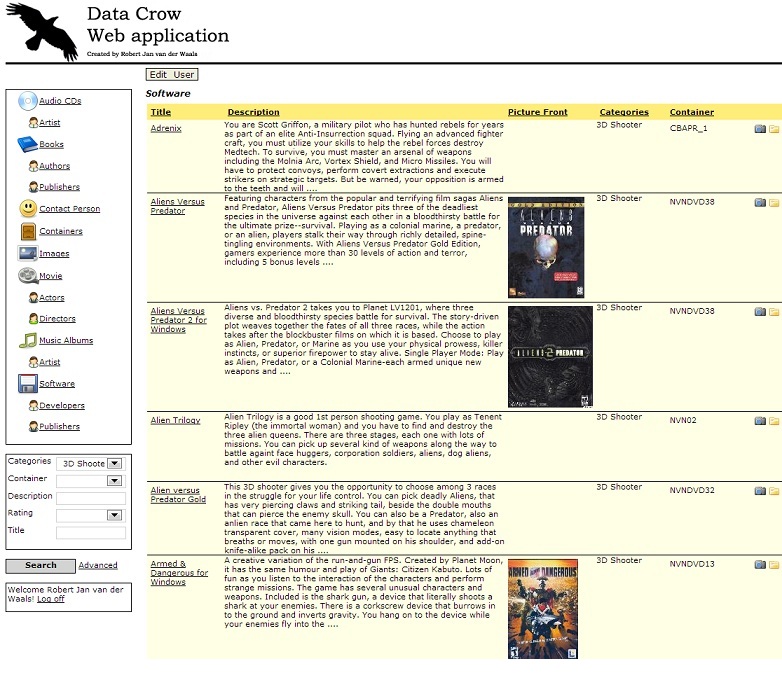 Data Crow
Web application
Created by Robert Jan van der Waals
Edit User
Audio CDs
Artist
Books
Authors
Publishers
Contact Person
Containers
Images
Movie
Actors
Directors
Music Albums
Artist
Software
Developers
Publishers
Categories 3D Shoote
Container
Description
Rating
Title
Search Advanced
Welcome Robert Jan van der
Waals! Log off
Software
Title Description Picture Front Categories Container
Adrenix
You are Scott Griffon, a military pilot who has hunted rebels for years
as part of an elite Anti-Insurrection squad. Flying an advanced fighter
craft, you must utilize your skills to help the rebel forces destroy
Medtech. To survive, you must master an arsenal of weapons
including the Molnia Arc, Vortex Shield, and Micro Missiles. You will
have to protect convoys, perform covert extractions and execute
strikers on strategic targets. But be warned, your opposition is armed
to the teeth and will ....
3D Shooter
CBAPR_1
Aliens Versus
Predator
Featuring characters from the popular and terrifying film sagas Aliens
and Predator, Aliens Versus Predator pits three of the deadliest
species in the universe against each other in a bloodthirsty battle for
the ultimate prize--survival. Playing as a colonial marine, a predator,
or an alien, players stalk their way through richly detailed, spine-
tingling environments. With Aliens Versus Predator Gold Edition,
gamers experience more than 30 levels of action and terror,
including 5 bonus levels ....
GOLD EDITION
ALIENS
PREDATOR
3D Shooter
NVNDVD38
Aliens Versus
Predator 2 for
Windows
Aliens vs. Predator 2 takes you to Planet LV1201, where three
diverse and bloodthirsty species battle for survival. The story-driven
plot weaves together the fates of all three races, while the action
takes after the blockbuster films on which it is based. Choose to play
as Alien, Predator, or Marine as you use your physical prowess, killer
instincts, or superior firepower to stay alive. Single Player Mode: Play
as Alien, Predator, or a Colonial Marine-each armed unique new
weapons and ....
ALIENS 2 PREDATOR
3D Shooter
NVNDVD38
Alien Trilogy
Alien Trilogy is a good 1st person shooting game. You play as Tenent
Ripley (the immortal woman) and you have to find and destroy the
three alien queens. There are three stages, each one with lots of
missions. You can pick up several kind of weapons along the way to
battle againt face huggers, corporation soldiers, aliens, dog aliens,
and other evil characters.
3D Shooter
NVN02
Alien versus
Predator Gold
This 3D shooter gives you the opportunity to choose among 3 races
in the struggle for your life control. You can pick deadly Aliens, that
has very piercing claws and striking tail, beside the double mouths
that can pierce the enemy skull. You can also be a Predator, also an
anlien race that came here to hunt, and by that he uses chameleon
transparent cover, many vision modes, easy to locate anything that
breaths or moves, with one gun mounted on his shoulder, and add-on
knife-alike pack on his ....
3D Shooter
NVNDVD32
Armed &
Dangerous for
Windows
A creative variation of the run-and-gun FPS. Created by Planet Moon,
it has the same humour and play of Giants: Citizen Kabuto. Lots of
fun as you listen to the interaction of the characters and perform
strange missions. The game has several unusual characters and
weapons. Included is the shark gun, a device that literally shoots a
shark at your enemies. There is a corkscrew device that burrows in
to the ground and inverts gravity. You hang on to the device while
your enemies fly into the ....
ARMED AND DANGEROUS
3D Shooter
NVNDVD13